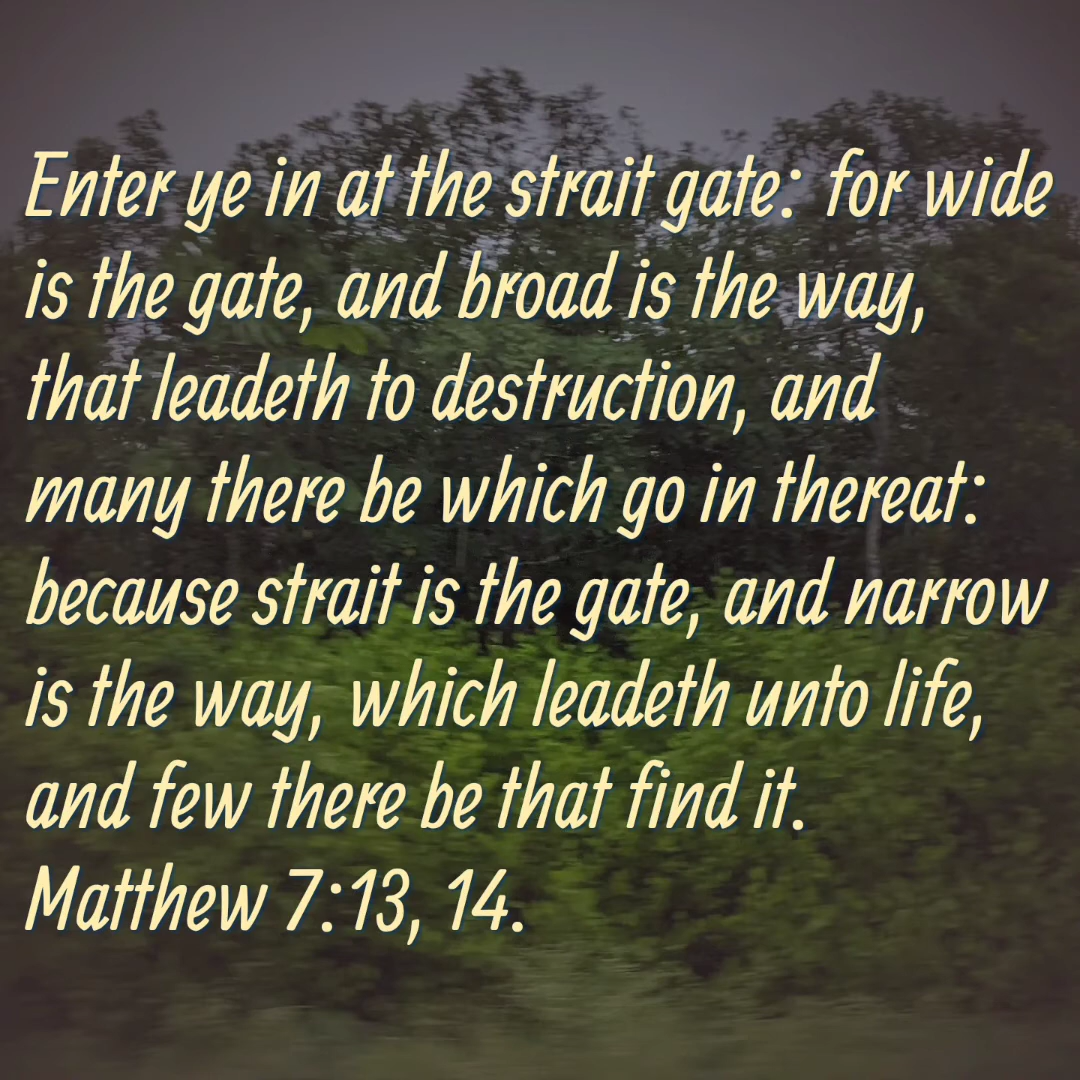 Enter ye in at the strait gate: for wide
is the gate, and broad is the way,
that leadeth to destruction, and
many there be which go in thereat:
because strait is the gate, and narrow
is the way, which leadeth unto life,
and few there be that find it.
Matthew 7:13, 14.